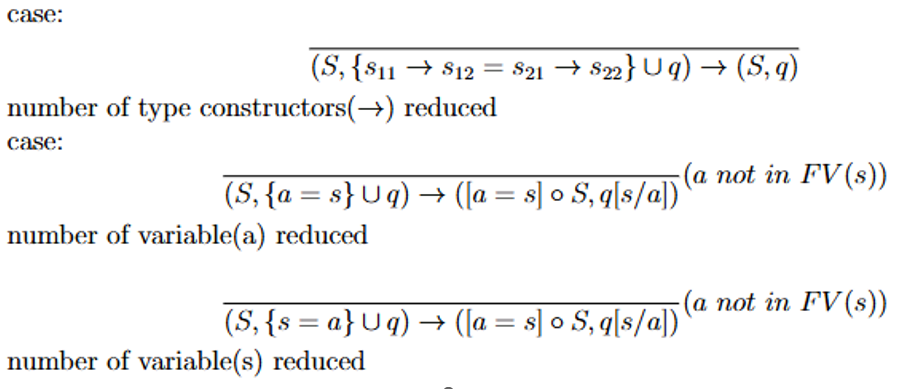 case:
(S, {s₁₁ → s₁₂ = s₂₁ → s₂₂} ∪ q) → (S, q)
number of type constructors(→) reduced
case:
(S, {a = s} ∪ q) → ([a = s] ∘ S, q[s/a]) (a not in FV(s))
number of variable(a) reduced
(S, {s = a} ∪ q) → ([a = s] ∘ S, q[s/a]) (a not in FV(s))
number of variable(s) reduced